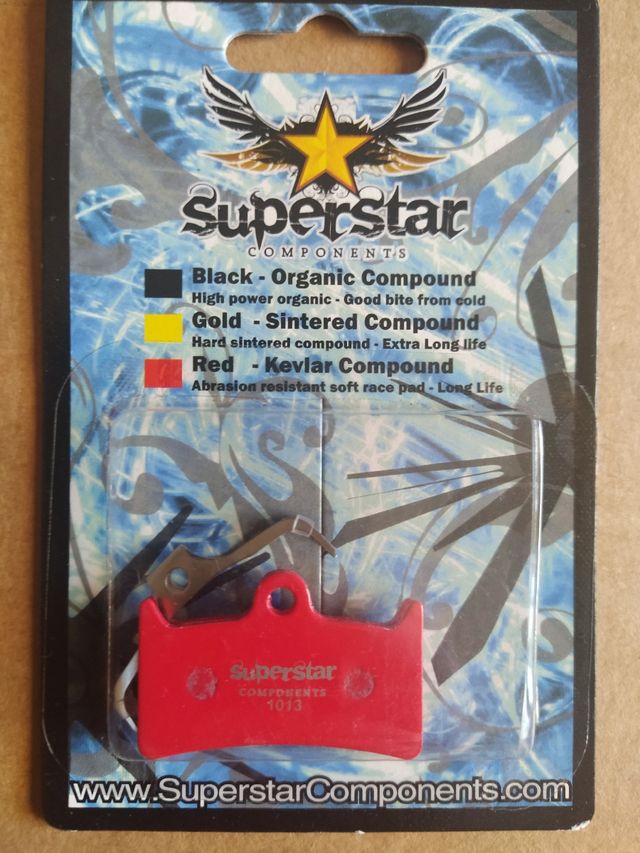 superstar
COMPONENTS
Black - Organic Compound
High power organic - Good bite from cold
Gold - Sintered Compound
Hard sintered compound - Extra Long life
Red - Kevlar Compound
Abrasion resistant soft race pad - Long Life
superstar
COMPONENTS
1013
www.SuperstarComponents.com